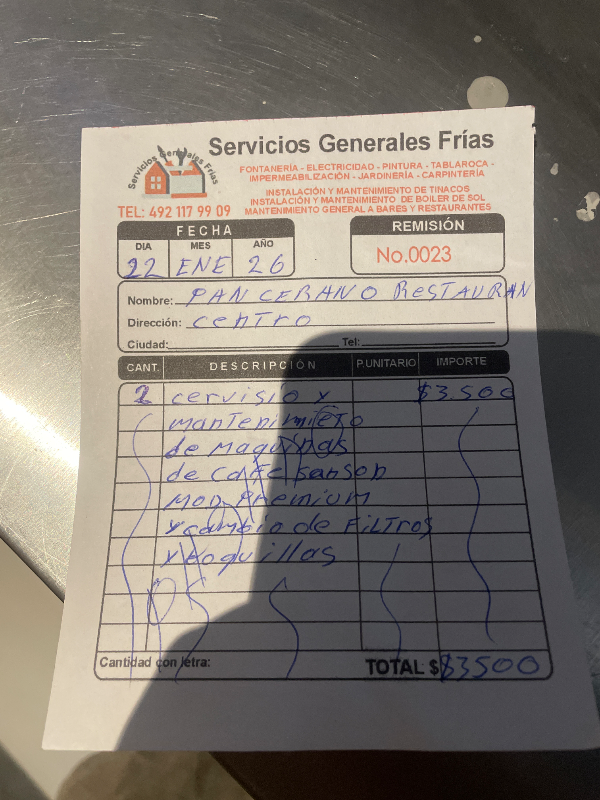 Servicios Generales Frías
Servicios Generales Frías
FONTANERÍA - ELECTRICIDAD - PINTURA - TABLAROCA -
IMPERMEABILIZACIÓN - JARDINERÍA - CARPINTERÍA
INSTALACIÓN Y MANTENIMIENTO DE TINACOS
INSTALACIÓN Y MANTENIMIENTO DE BOILER DE SOL
MANTENIMIENTO GENERAL A BARES Y RESTAURANTES
TEL: 492 117 99 09
FECHA
DIA MES AÑO
22 ENE 26
REMISIÓN
No.0023
Nombre: PAN CERANO RESTAURAN
Dirección: centro
Ciudad: Tel:
CANT. DESCRIPCIÓN P.UNITARIO IMPORTE
2 cervisio y $3.500
mantenimieto
de maquinas
de cafe sanson
MOD. PREMIUM
y cambio de FiLTROS
y boquillas
Cantidad con letra: TOTAL $ $3500